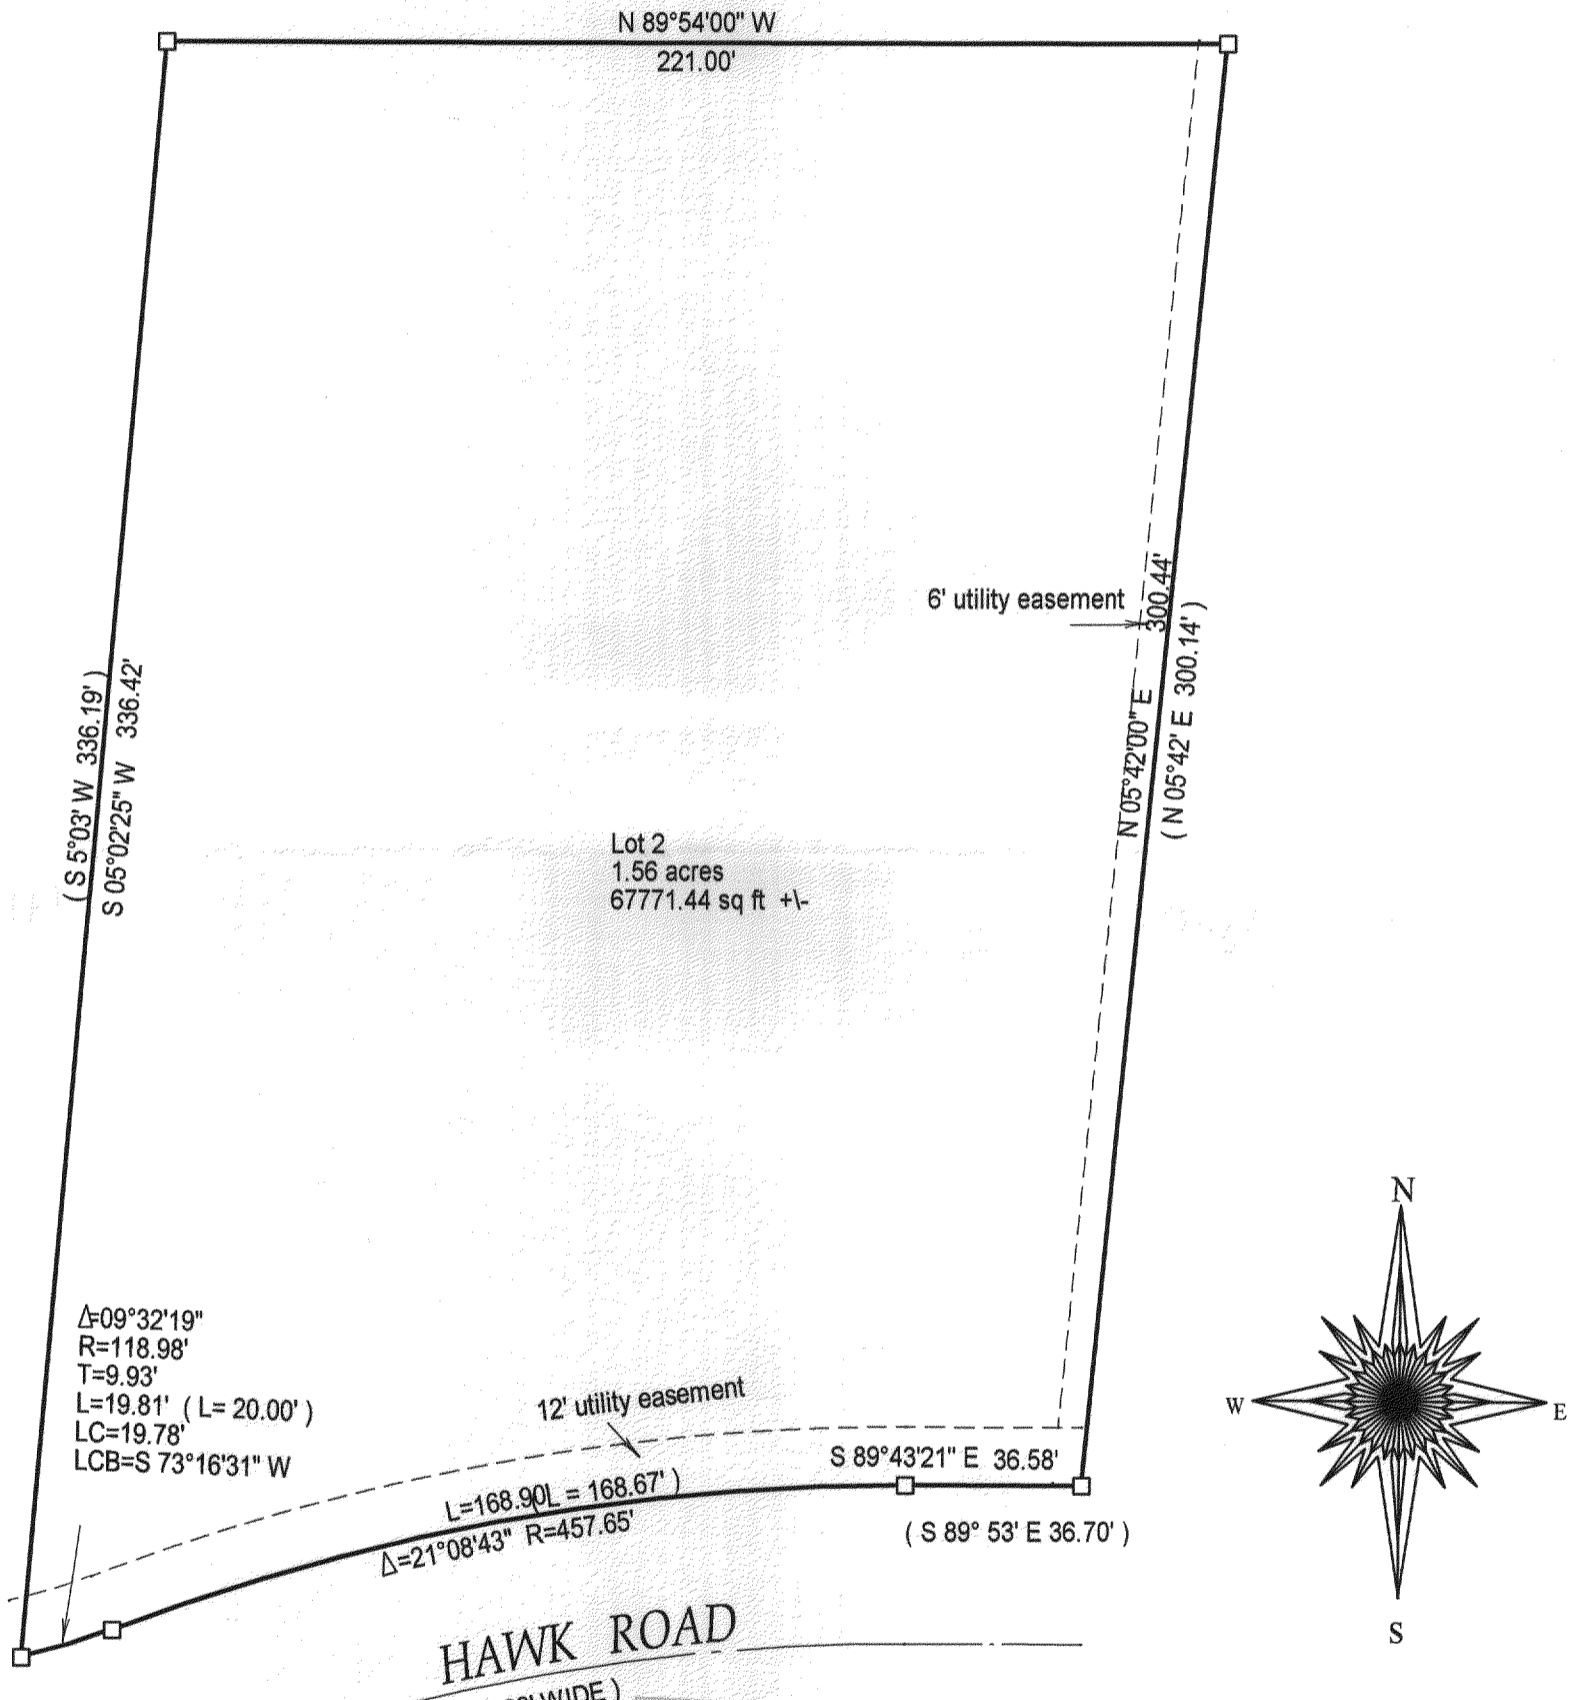 N 89°54'00" W
221.00'
6' utility easement
300.44'
N 05°42'00" E
( N 05°42' E 300.14' )
( S 5°03' W 336.19' )
S 05°02'25" W 336.42'
Lot 2
1.56 acres
67771.44 sq ft +\-
N
W
E
S
Δ=09°32'19"
R=118.98'
T=9.93'
L=19.81' ( L= 20.00' )
LC=19.78'
LCB=S 73°16'31" W
12' utility easement
S 89°43'21" E 36.58'
L=168.90 (L = 168.67' )
Δ=21°08'43" R=457.65'
( S 89° 53' E 36.70' )
HAWK ROAD
WIDE )